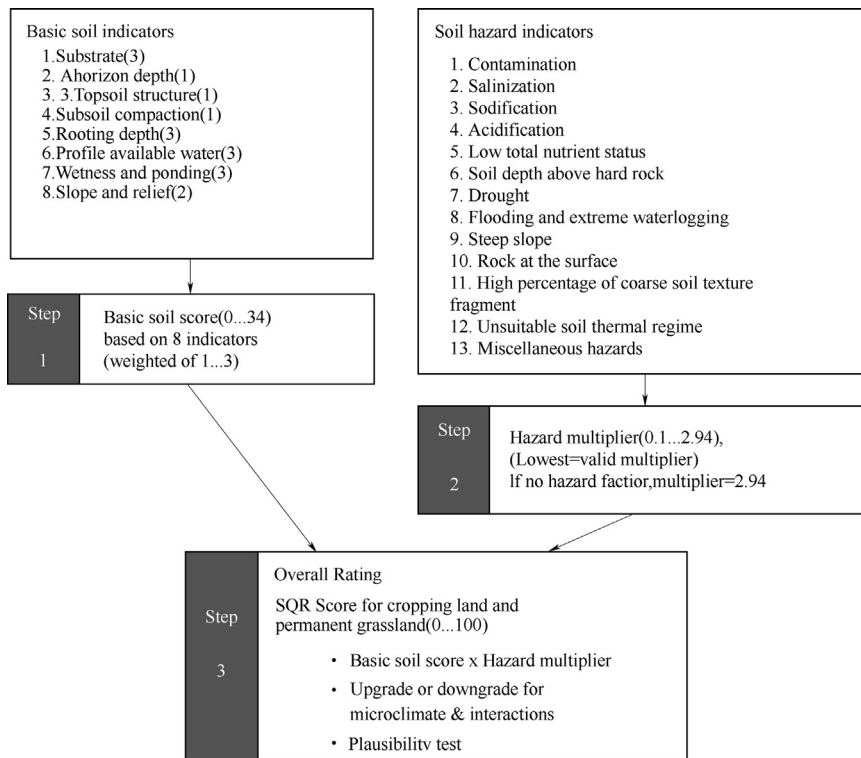 Basic soil indicators
1.Substrate(3)
2. Ahorizon depth(1)
3. 3.Topsoil structure(1)
4.Subsoil compaction(1)
5.Rooting depth(3)
6.Profile available water(3)
7.Wetness and ponding(3)
8.Slope and relief(2)
Soil hazard indicators
1. Contamination
2. Salinization
3. Sodification
4. Acidification
5. Low total nutrient status
6. Soil depth above hard rock
7. Drought
8. Flooding and extreme waterlogging
9. Steep slope
10. Rock at the surface
11. High percentage of coarse soil texture
fragment
12. Unsuitable soil thermal regime
13. Miscellaneous hazards
Step
1
Basic soil score(0...34)
based on 8 indicators
(weighted of 1...3)
Step
2
Hazard multiplier(0.1...2.94),
(Lowest=valid multiplier)
lf no hazard factior,multiplier=2.94
Step
3
Overall Rating
SQR Score for cropping land and
permanent grassland(0...100)
• Basic soil score x Hazard multiplier
• Upgrade or downgrade for
microclimate & interactions
• Plausibility test